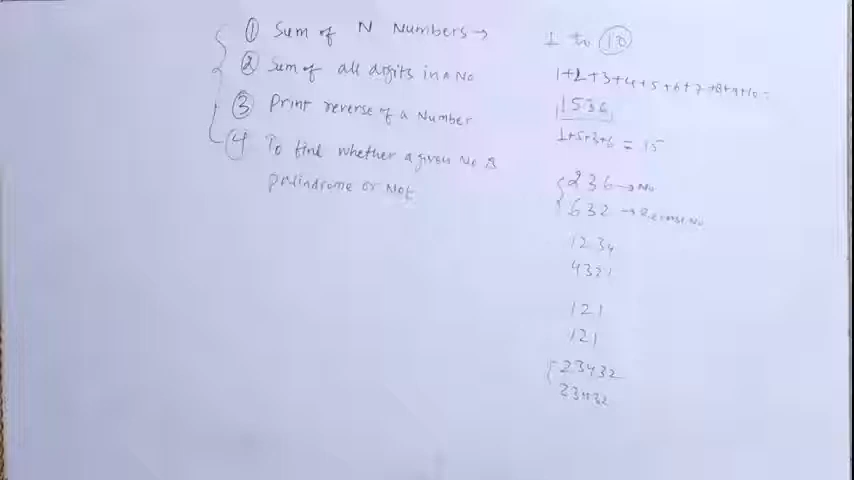 ① Sum of N Numbers →
② Sum of all digits in a No
③ Print reverse of a Number
④ To find whether a given No is
palindrome or Not
1 to 10
1+2+3+4+5+6+7+8+9+10=
1536
1+5+3+6 = 15
236 → No
632 → Reverse No
1234
4321
121
121
23432
23432